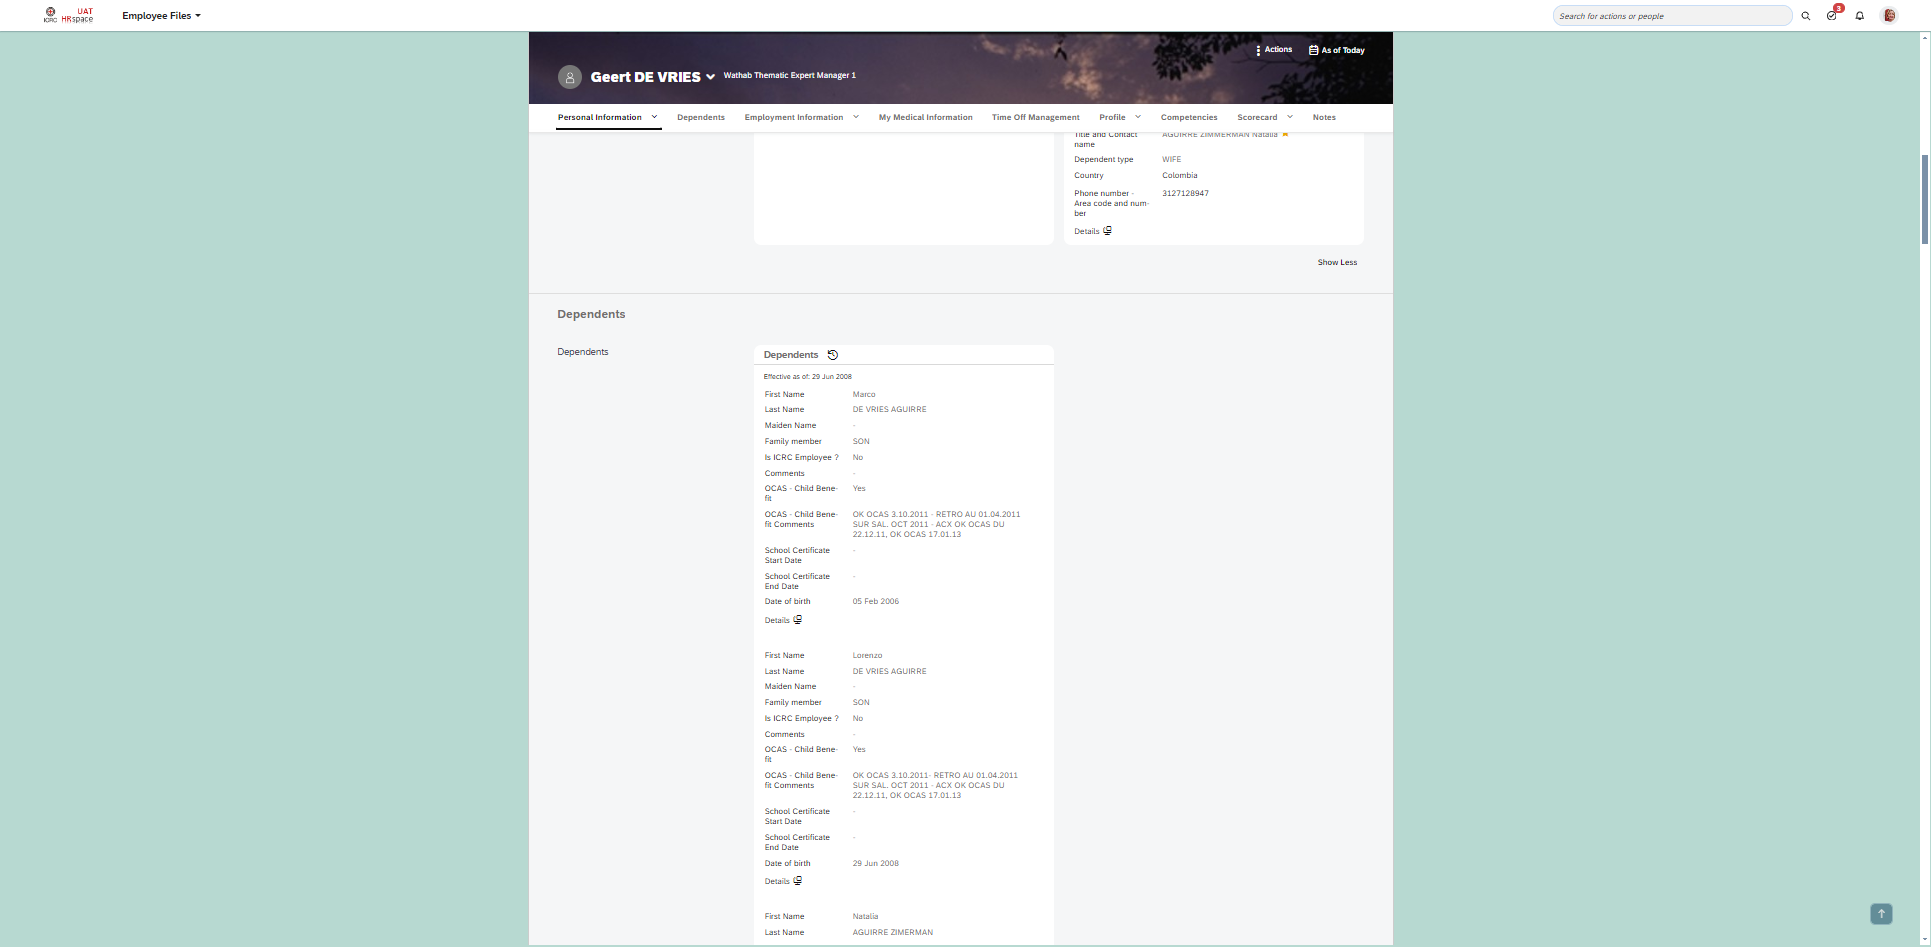 ICRC
UAT
HRspace
Employee Files
Search for actions or people
3
Actions
As of Today
Geert DE VRIES
Wathab Thematic Expert Manager 1
Personal Information
Dependents
Employment Information
My Medical Information
Time Off Management
Profile
Competencies
Scorecard
Notes
Title and Contact name
AGUIRRE ZIMMERMAN Natalia
Dependent type
WIFE
Country
Colombia
Phone number -
Area code and num-
ber
3127128947
Details
Show Less
Dependents
Dependents
Dependents
Effective as of: 29 Jun 2008
First Name
Marco
Last Name
DE VRIES AGUIRRE
Maiden Name
-
Family member
SON
Is ICRC Employee ?
No
Comments
-
OCAS - Child Bene-
fit
Yes
OCAS - Child Bene-
fit Comments
OK OCAS 3.10.2011 - RETRO AU 01.04.2011
SUR SAL. OCT 2011 - ACX OK OCAS DU
22.12.11, OK OCAS 17.01.13
School Certificate
Start Date
-
School Certificate
End Date
-
Date of birth
05 Feb 2006
Details
First Name
Lorenzo
Last Name
DE VRIES AGUIRRE
Maiden Name
-
Family member
SON
Is ICRC Employee ?
No
Comments
-
OCAS - Child Bene-
fit
Yes
OCAS - Child Bene-
fit Comments
OK OCAS 3.10.2011- RETRO AU 01.04.2011
SUR SAL. OCT 2011 - ACX OK OCAS DU
22.12.11, OK OCAS 17.01.13
School Certificate
Start Date
-
School Certificate
End Date
-
Date of birth
29 Jun 2008
Details
First Name
Natalia
Last Name
AGUIRRE ZIMERMAN